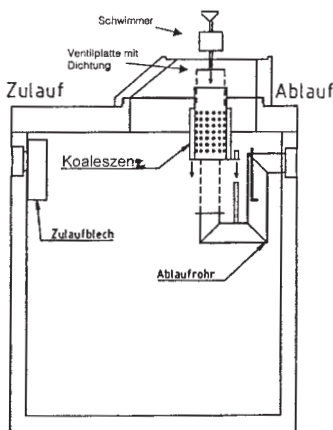 Schwimmer
Ventilplatte mit
Dichtung
Zulauf
Ablauf
Koaleszenz
Zulaufblech
Ablaufrohr